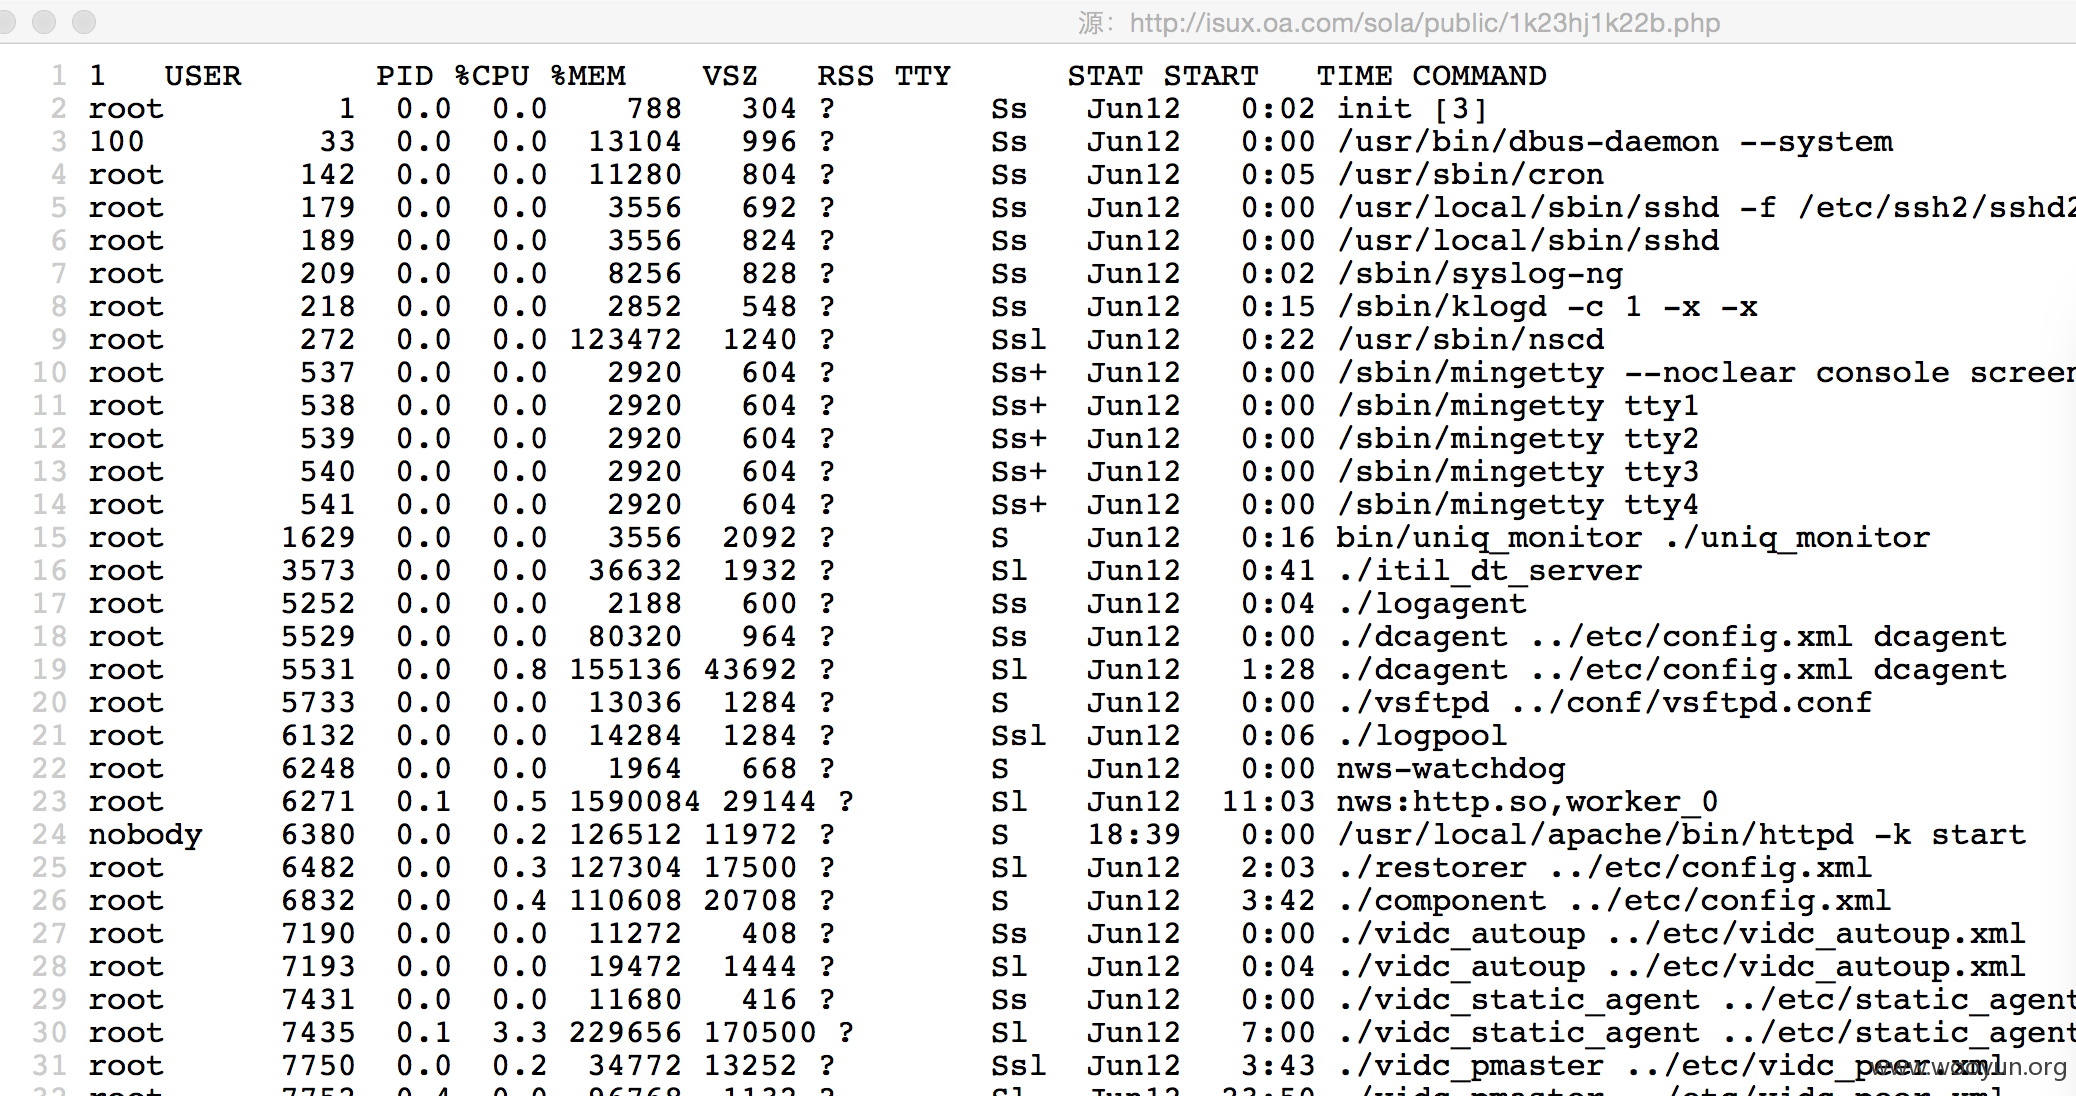 源: http://isux.oa.com/sola/public/1k23hj1k22b.php
1 1 USER PID %CPU %MEM VSZ RSS TTY STAT START TIME COMMAND
2 root 1 0.0 0.0 788 304 ? Ss Jun12 0:02 init [3]
3 100 33 0.0 0.0 13104 996 ? Ss Jun12 0:00 /usr/bin/dbus-daemon --system
4 root 142 0.0 0.0 11280 804 ? Ss Jun12 0:05 /usr/sbin/cron
5 root 179 0.0 0.0 3556 692 ? Ss Jun12 0:00 /usr/local/sbin/sshd -f /etc/ssh2/sshd2
6 root 189 0.0 0.0 3556 824 ? Ss Jun12 0:00 /usr/local/sbin/sshd
7 root 209 0.0 0.0 8256 828 ? Ss Jun12 0:02 /sbin/syslog-ng
8 root 218 0.0 0.0 2852 548 ? Ss Jun12 0:15 /sbin/klogd -c 1 -x -x
9 root 272 0.0 0.0 123472 1240 ? Ssl Jun12 0:22 /usr/sbin/nscd
10 root 537 0.0 0.0 2920 604 ? Ss+ Jun12 0:00 /sbin/mingetty --noclear console screen
11 root 538 0.0 0.0 2920 604 ? Ss+ Jun12 0:00 /sbin/mingetty tty1
12 root 539 0.0 0.0 2920 604 ? Ss+ Jun12 0:00 /sbin/mingetty tty2
13 root 540 0.0 0.0 2920 604 ? Ss+ Jun12 0:00 /sbin/mingetty tty3
14 root 541 0.0 0.0 2920 604 ? Ss+ Jun12 0:00 /sbin/mingetty tty4
15 root 1629 0.0 0.0 3556 2092 ? S Jun12 0:16 bin/uniq_monitor ./uniq_monitor
16 root 3573 0.0 0.0 36632 1932 ? Sl Jun12 0:41 ./itil_dt_server
17 root 5252 0.0 0.0 2188 600 ? Ss Jun12 0:04 ./logagent
18 root 5529 0.0 0.0 80320 964 ? Ss Jun12 0:00 ./dcagent ../etc/config.xml dcagent
19 root 5531 0.0 0.8 155136 43692 ? Sl Jun12 1:28 ./dcagent ../etc/config.xml dcagent
20 root 5733 0.0 0.0 13036 1284 ? S Jun12 0:00 ./vsftpd ../conf/vsftpd.conf
21 root 6132 0.0 0.0 14284 1284 ? Ssl Jun12 0:06 ./logpool
22 root 6248 0.0 0.0 1964 668 ? S Jun12 0:00 nws-watchdog
23 root 6271 0.1 0.5 1590084 29144 ? Sl Jun12 11:03 nws:http.so,worker_0
24 nobody 6380 0.0 0.2 126512 11972 ? S 18:39 0:00 /usr/local/apache/bin/httpd -k start
25 root 6482 0.0 0.3 127304 17500 ? Sl Jun12 2:03 ./restorer ../etc/config.xml
26 root 6832 0.0 0.4 110608 20708 ? S Jun12 3:42 ./component ../etc/config.xml
27 root 7190 0.0 0.0 11272 408 ? Ss Jun12 0:00 ./vidc_autoup ../etc/vidc_autoup.xml
28 root 7193 0.0 0.0 19472 1444 ? Sl Jun12 0:04 ./vidc_autoup ../etc/vidc_autoup.xml
29 root 7431 0.0 0.0 11680 416 ? Ss Jun12 0:00 ./vidc_static_agent ../etc/static_agent
30 root 7435 0.1 3.3 229656 170500 ? Sl Jun12 7:00 ./vidc_static_agent ../etc/static_agent
31 root 7750 0.0 0.2 34772 13252 ? Ssl Jun12 3:43 ./vidc_pmaster ../etc/vidc_peer.xml
www.wooyun.org